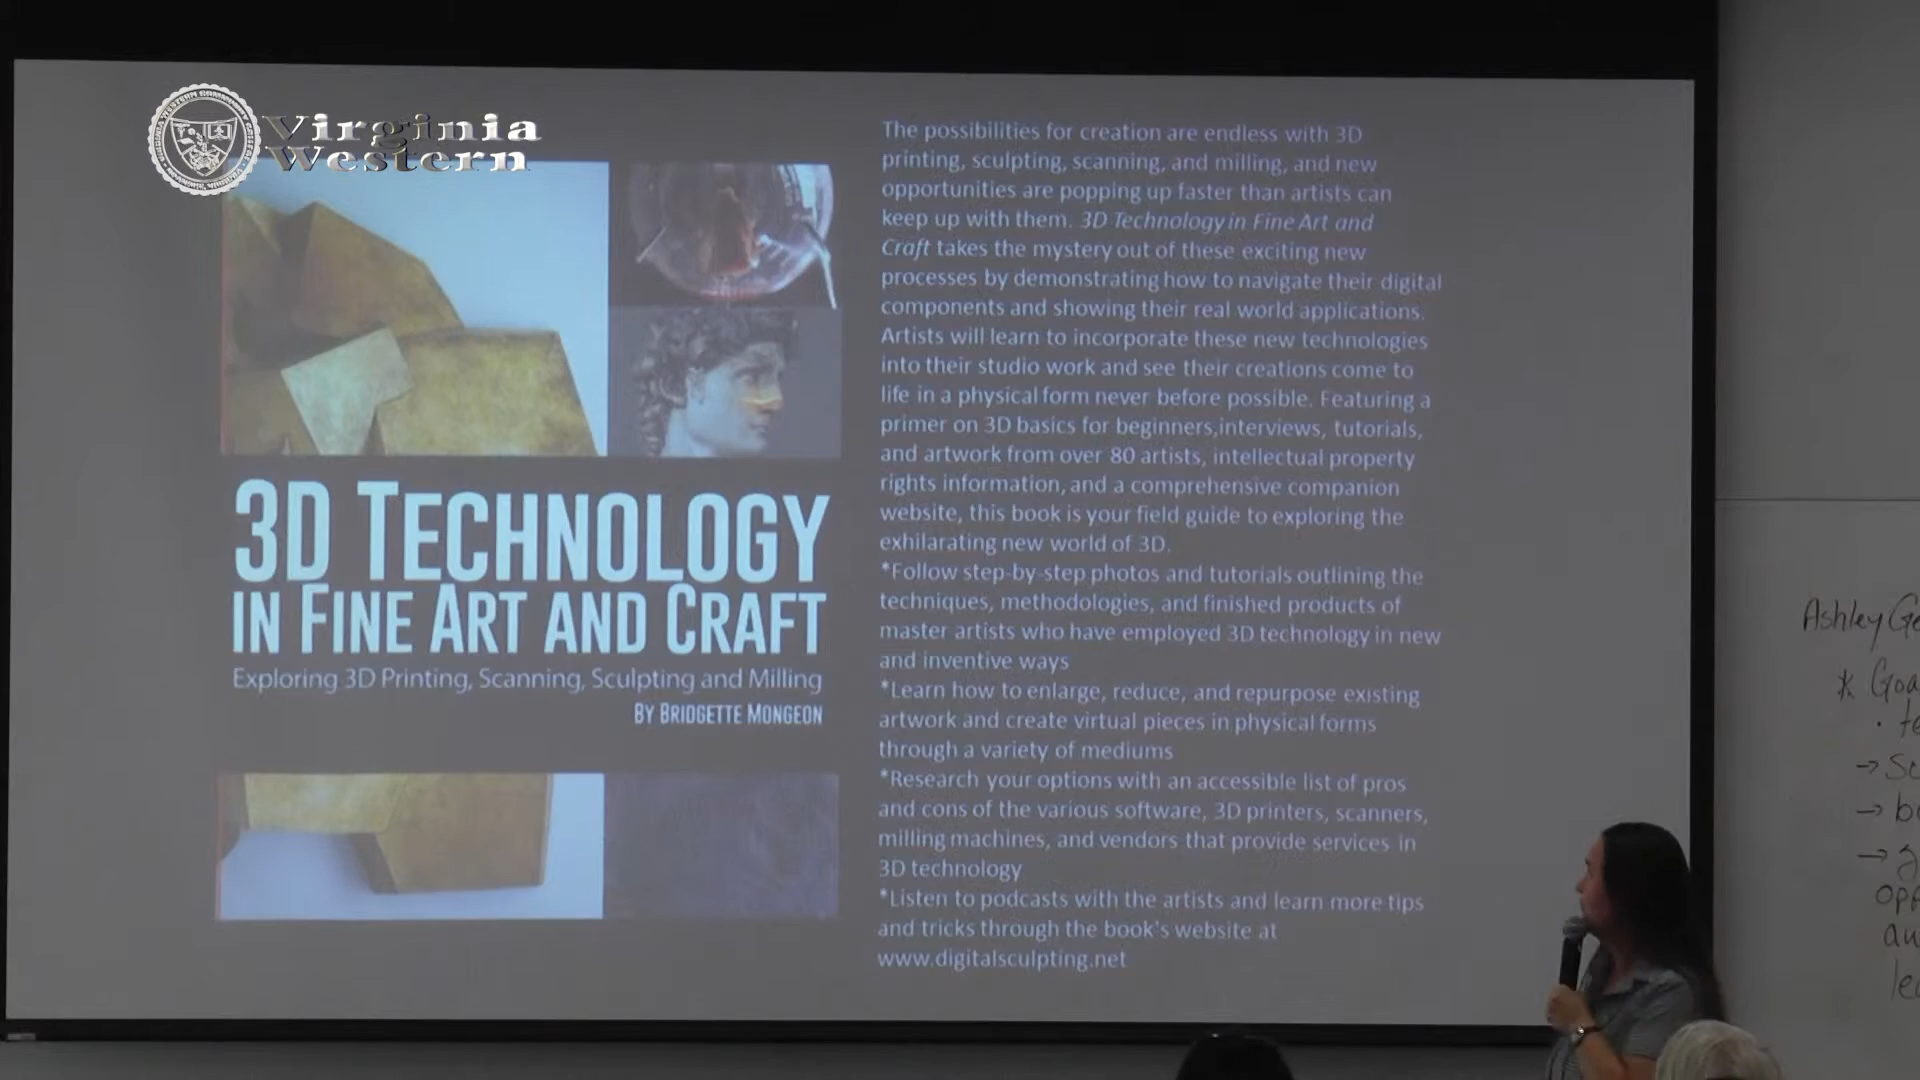 Virginia
Western
3D TECHNOLOGY
IN FINE ART AND CRAFT
Exploring 3D Printing, Scanning, Sculpting and Milling
BY BRIDGETTE MONGEON
The possibilities for creation are endless with 3D
printing, sculpting, scanning, and milling, and new
opportunities are popping up faster than artists can
keep up with them. 3D Technology in Fine Art and
Craft takes the mystery out of these exciting new
processes by demonstrating how to navigate their digital
components and showing their real world applications.
Artists will learn to incorporate these new technologies
into their studio work and see their creations come to
life in a physical form never before possible. Featuring a
primer on 3D basics for beginners,interviews, tutorials,
and artwork from over 80 artists, intellectual property
rights information, and a comprehensive companion
website, this book is your field guide to exploring the
exhilarating new world of 3D.
*Follow step-by-step photos and tutorials outlining the
techniques, methodologies, and finished products of
master artists who have employed 3D technology in new
and inventive ways
*Learn how to enlarge, reduce, and repurpose existing
artwork and create virtual pieces in physical forms
through a variety of mediums
*Research your options with an accessible list of pros
and cons of the various software, 3D printers, scanners,
milling machines, and vendors that provide services in
3D technology
*Listen to podcasts with the artists and learn more tips
and tricks through the book's website at
www.digitalsculpting.net
Ashley